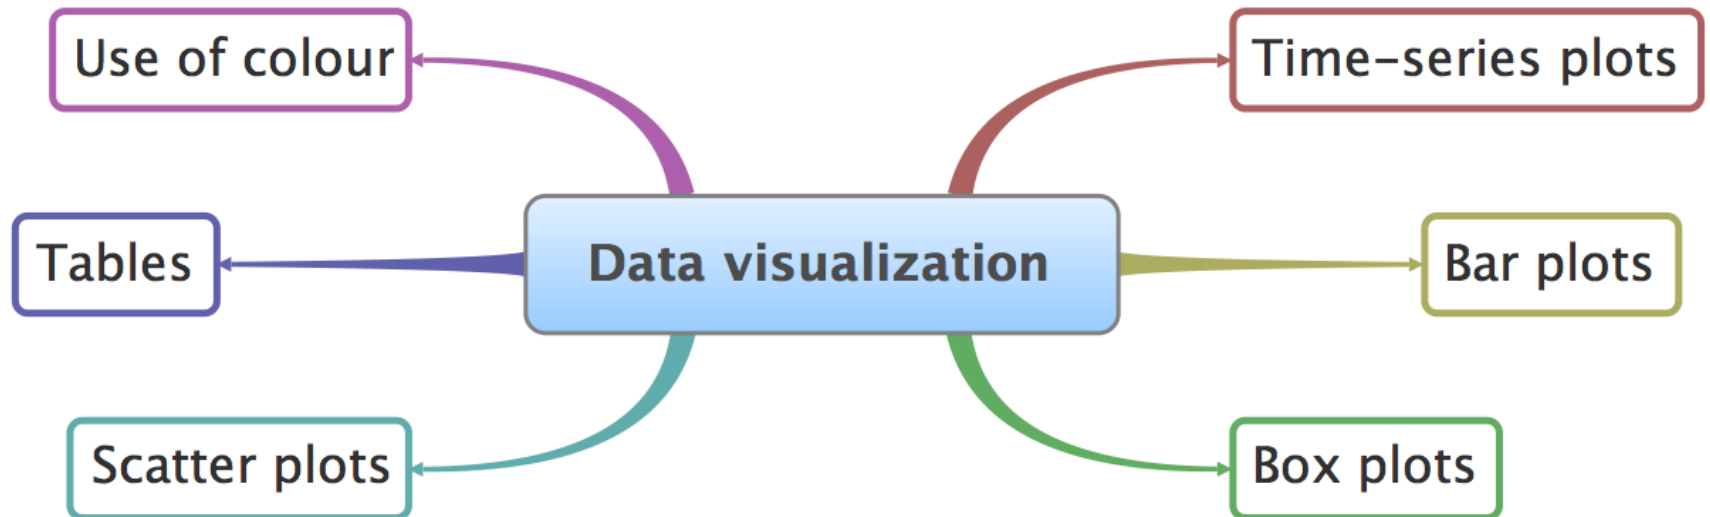 Use of colour
Time-series plots
Tables
Data visualization
Bar plots
Scatter plots
Box plots